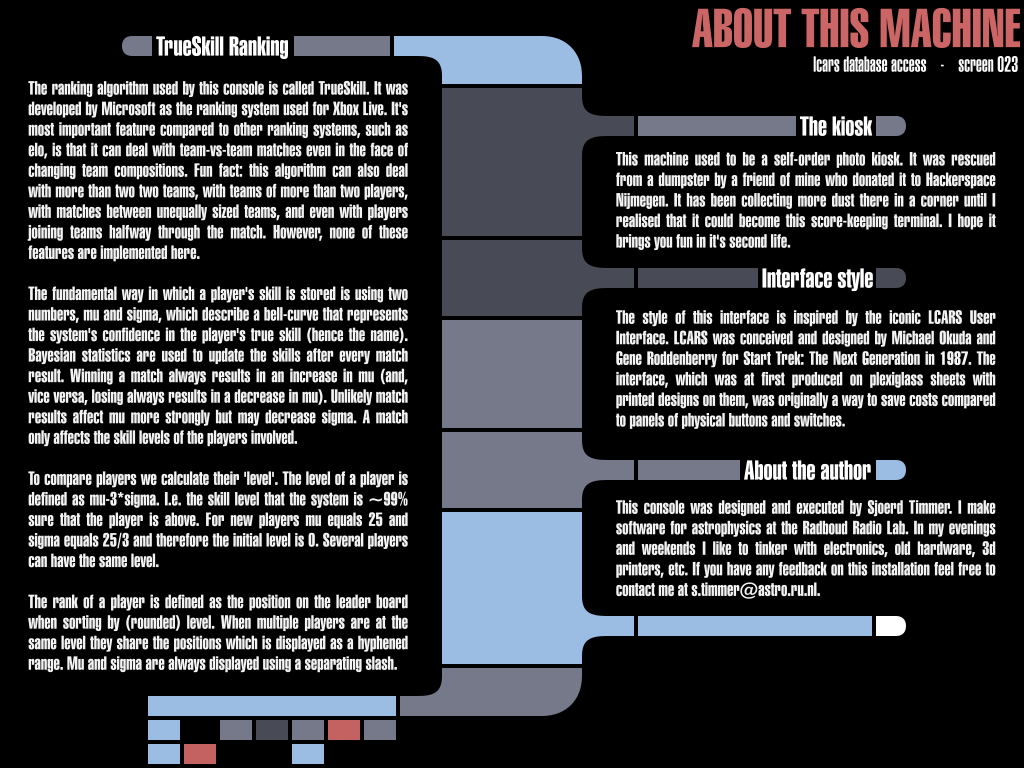 ABOUT THIS MACHINE
lcars database access - screen 023
TrueSkill Ranking
The ranking algorithm used by this console is called TrueSkill. It was
developed by Microsoft as the ranking system used for Xbox Live. It's
most important feature compared to other ranking systems, such as
elo, is that it can deal with team-vs-team matches even in the face of
changing team compositions. Fun fact: this algorithm can also deal
with more than two two teams, with teams of more than two players,
with matches between unequally sized teams, and even with players
joining teams halfway through the match. However, none of these
features are implemented here.
The fundamental way in which a player's skill is stored is using two
numbers, mu and sigma, which describe a bell-curve that represents
the system's confidence in the player's true skill (hence the name).
Bayesian statistics are used to update the skills after every match
result. Winning a match always results in an increase in mu (and,
vice versa, losing always results in a decrease in mu). Unlikely match
results affect mu more strongly but may decrease sigma. A match
only affects the skill levels of the players involved.
To compare players we calculate their 'level'. The level of a player is
defined as mu-3*sigma. I.e. the skill level that the system is ~99%
sure that the player is above. For new players mu equals 25 and
sigma equals 25/3 and therefore the initial level is 0. Several players
can have the same level.
The rank of a player is defined as the position on the leader board
when sorting by (rounded) level. When multiple players are at the
same level they share the positions which is displayed as a hyphened
range. Mu and sigma are always displayed using a separating slash.
The kiosk
This machine used to be a self-order photo kiosk. It was rescued
from a dumpster by a friend of mine who donated it to Hackerspace
Nijmegen. It has been collecting more dust there in a corner until I
realised that it could become this score-keeping terminal. I hope it
brings you fun in it's second life.
Interface style
The style of this interface is inspired by the iconic LCARS User
Interface. LCARS was conceived and designed by Michael Okuda and
Gene Roddenberry for Start Trek: The Next Generation in 1987. The
interface, which was at first produced on plexiglass sheets with
printed designs on them, was originally a way to save costs compared
to panels of physical buttons and switches.
About the author
This console was designed and executed by Sjoerd Timmer. I make
software for astrophysics at the Radboud Radio Lab. In my evenings
and weekends I like to tinker with electronics, old hardware, 3d
printers, etc. If you have any feedback on this installation feel free to
contact me at s.timmer@astro.ru.nl.